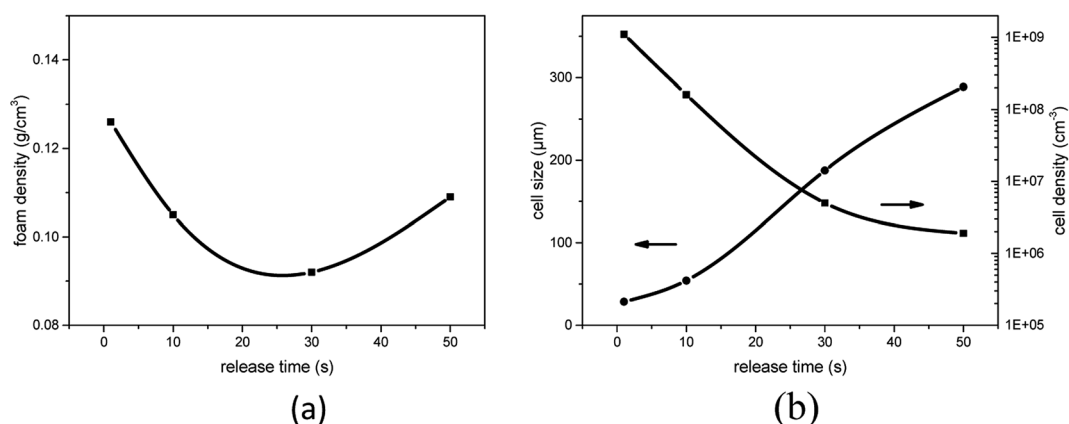 0.14
0.12
0.10
0.08
foam density (g/cm³)
0 10 20 30 40 50
release time (s)
(a)
300
200
100
0
cell size (μm)
1E+09
1E+08
1E+07
1E+06
1E+05
cell density (cm⁻³)
0 10 20 30 40 50
release time (s)
(b)